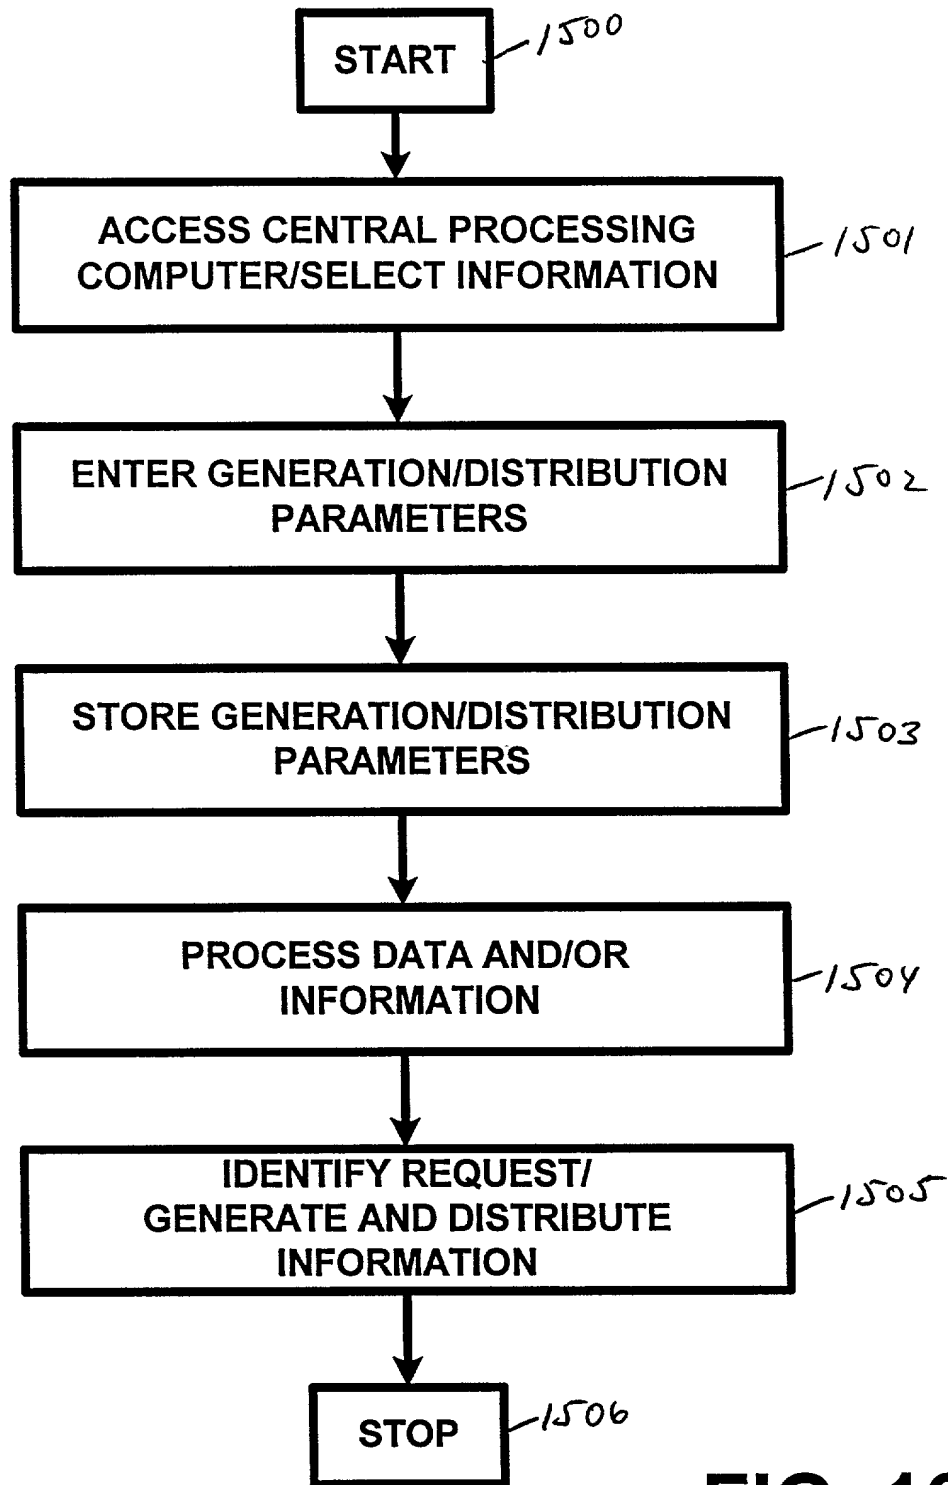 START
1500
ACCESS CENTRAL PROCESSING
COMPUTER/SELECT INFORMATION
1501
ENTER GENERATION/DISTRIBUTION
PARAMETERS
1502
STORE GENERATION/DISTRIBUTION
PARAMETERS
1503
PROCESS DATA AND/OR
INFORMATION
1504
IDENTIFY REQUEST/
GENERATE AND DISTRIBUTE
INFORMATION
1505
STOP
1506
FIG.